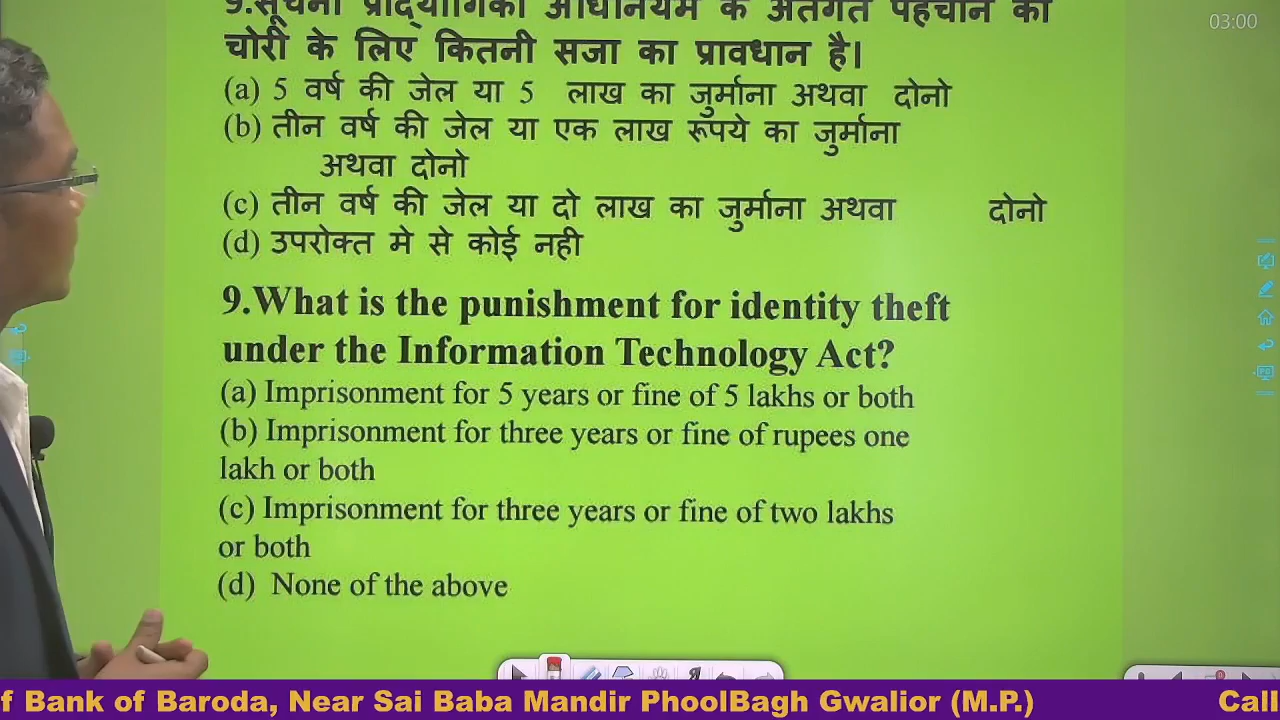 9.सूचना प्रौद्योगिकी अधिनियम के अंतर्गत पहचान की
03:00
चोरी के लिए कितनी सजा का प्रावधान है।
(a) 5 वर्ष की जेल या 5 लाख का जुर्माना अथवा दोनो
(b) तीन वर्ष की जेल या एक लाख रूपये का जुर्माना
अथवा दोनो
(c) तीन वर्ष की जेल या दो लाख का जुर्माना अथवा दोनो
(d) उपरोक्त मे से कोई नही
9.What is the punishment for identity theft
under the Information Technology Act?
(a) Imprisonment for 5 years or fine of 5 lakhs or both
(b) Imprisonment for three years or fine of rupees one
lakh or both
(c) Imprisonment for three years or fine of two lakhs
or both
(d) None of the above
f Bank of Baroda, Near Sai Baba Mandir PhoolBagh Gwalior (M.P.) Call